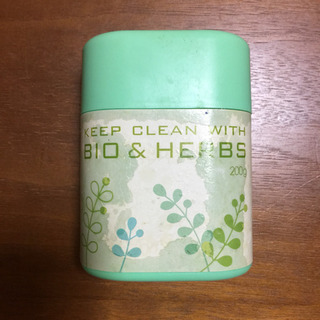 KEEP CLEAN WITH
BIO & HERBS
200g